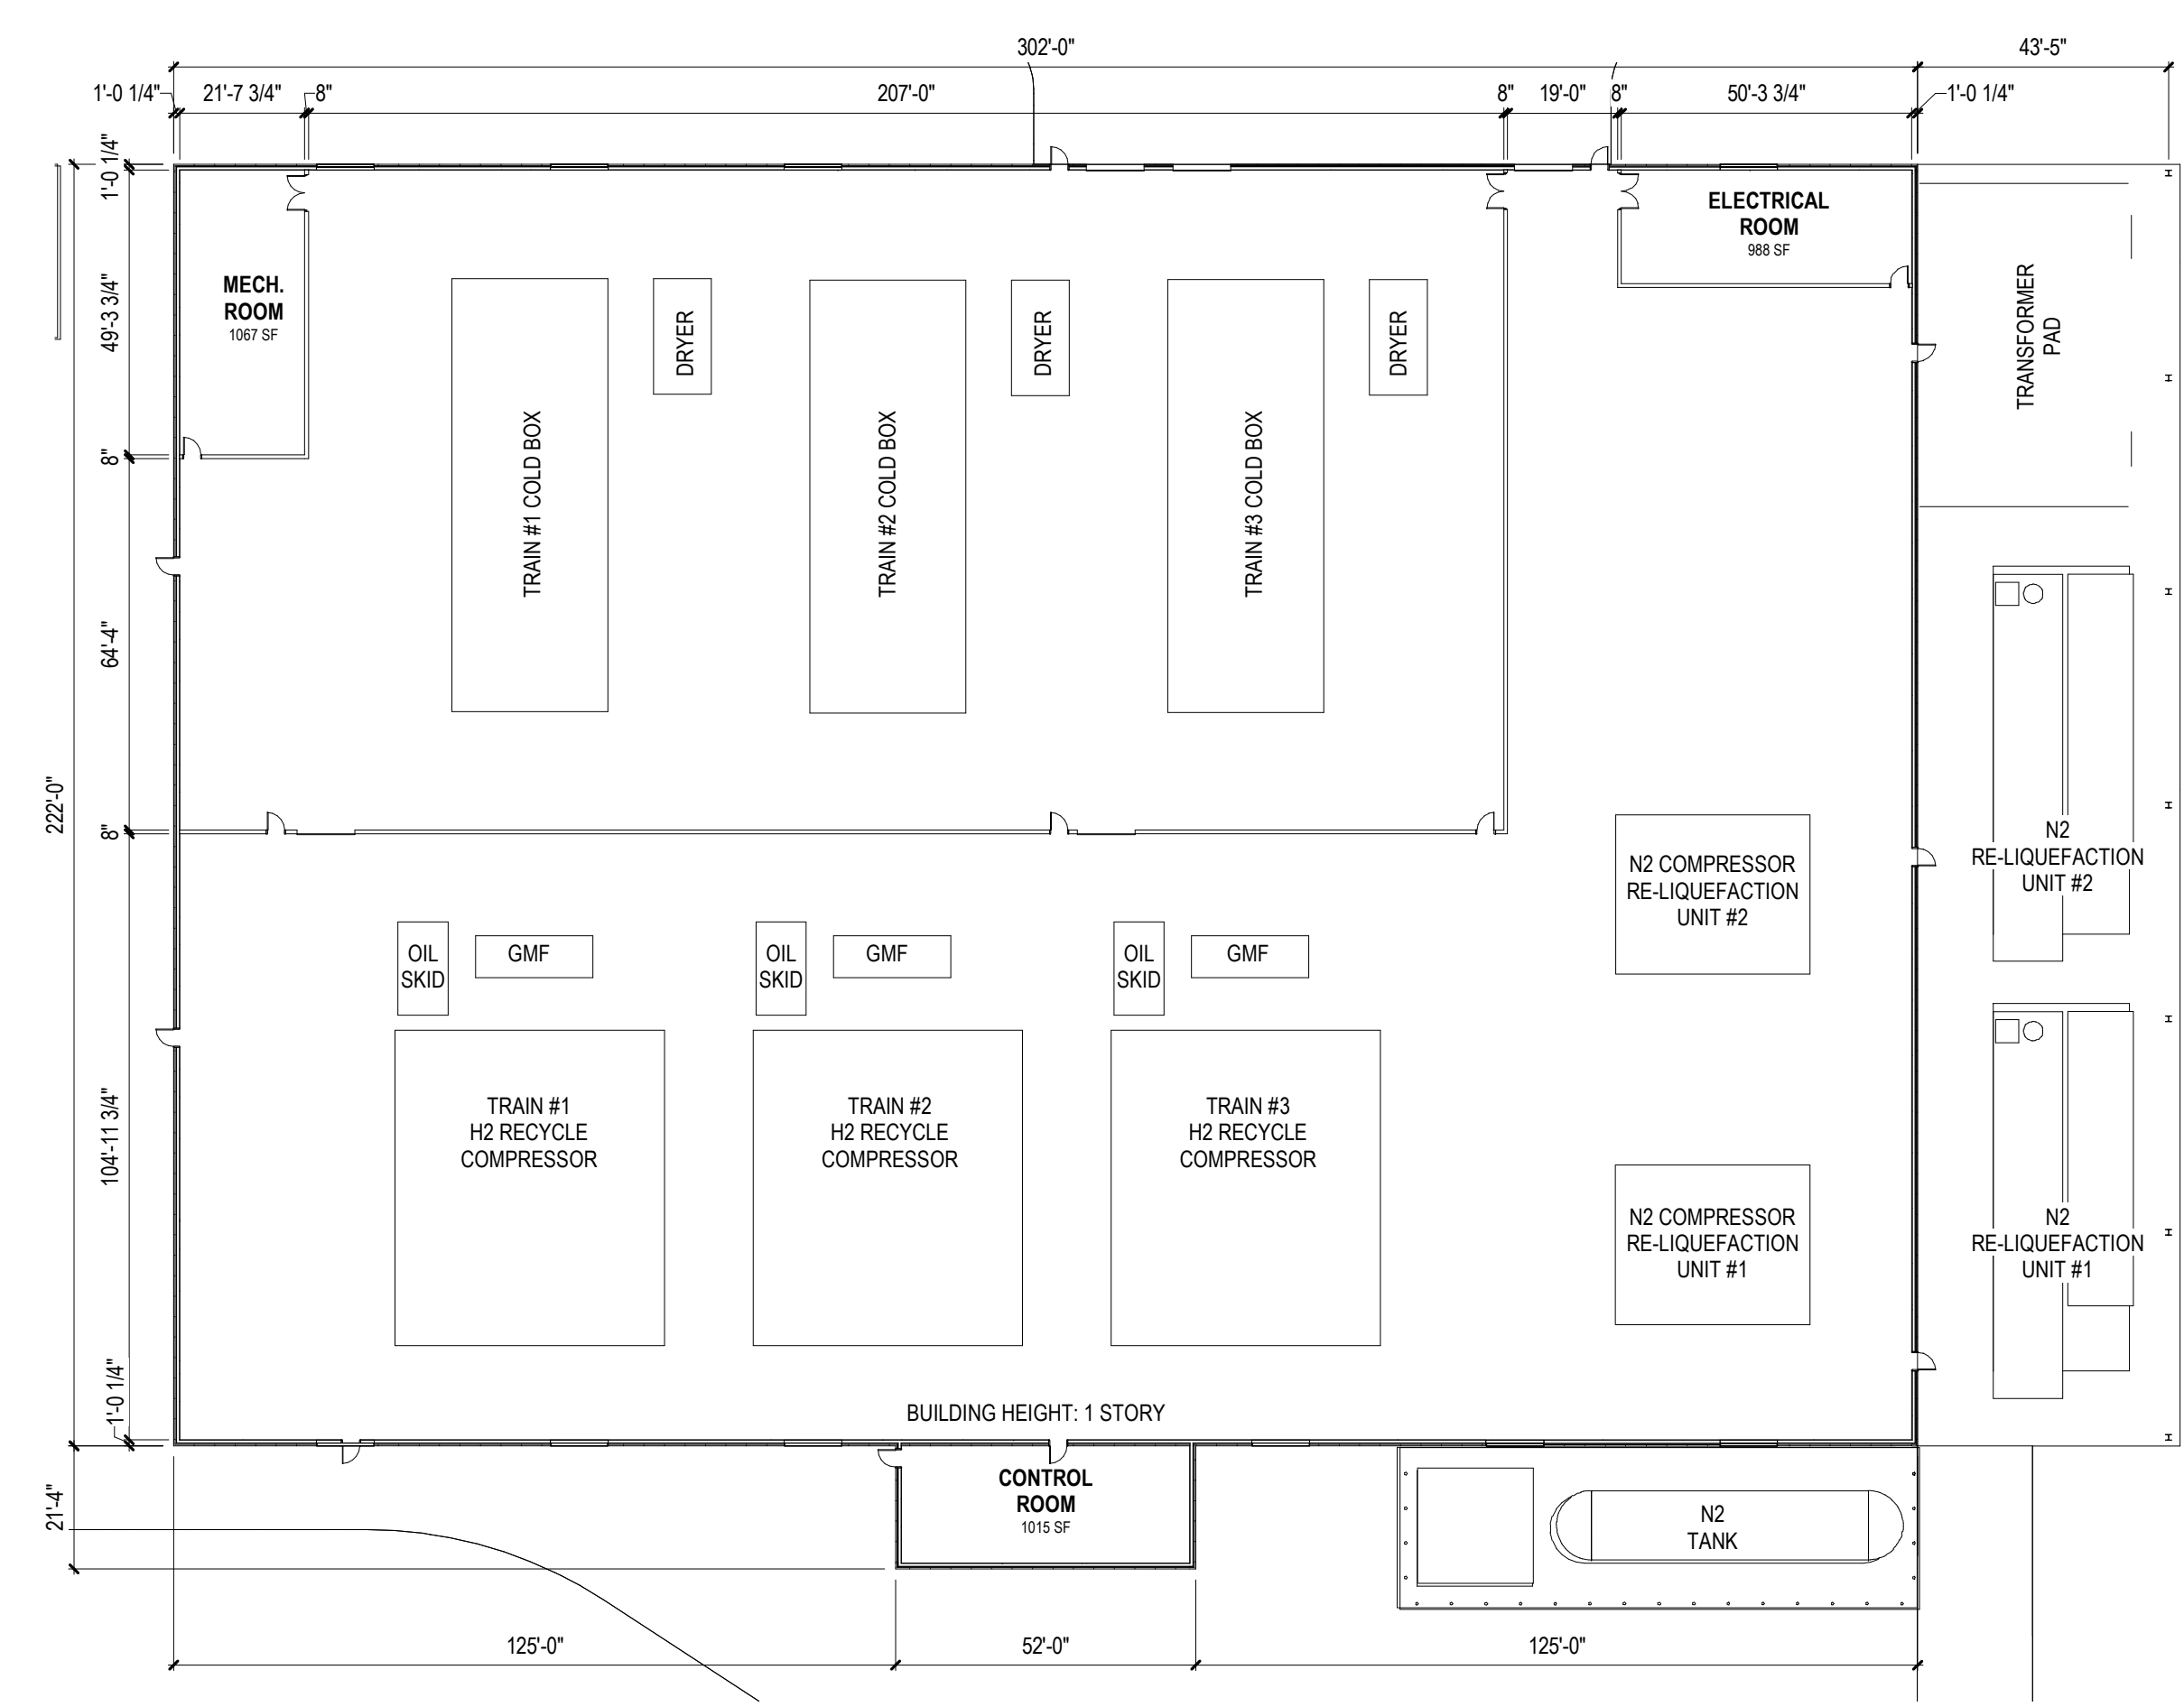 302'-0"
43'-5"
1'-0 1/4"
21'-7 3/4"
8"
207'-0"
8"
19'-0"
8"
50'-3 3/4"
1'-0 1/4"
1'-0 1/4"
49'-3 3/4"
8"
64'-4"
8"
222'-0"
104'-11 3/4"
1'-0 1/4"
21'-4"
MECH.
ROOM
1067 SF
ELECTRICAL
ROOM
988 SF
TRAIN #1 COLD BOX
DRYER
TRAIN #2 COLD BOX
DRYER
TRAIN #3 COLD BOX
DRYER
TRANSFORMER
PAD
N2 COMPRESSOR
RE-LIQUEFACTION
UNIT #2
N2
RE-LIQUEFACTION
UNIT #2
OIL
SKID
GMF
OIL
SKID
GMF
OIL
SKID
GMF
TRAIN #1
H2 RECYCLE
COMPRESSOR
TRAIN #2
H2 RECYCLE
COMPRESSOR
TRAIN #3
H2 RECYCLE
COMPRESSOR
N2 COMPRESSOR
RE-LIQUEFACTION
UNIT #1
N2
RE-LIQUEFACTION
UNIT #1
BUILDING HEIGHT: 1 STORY
CONTROL
ROOM
1015 SF
N2
TANK
125'-0"
52'-0"
125'-0"